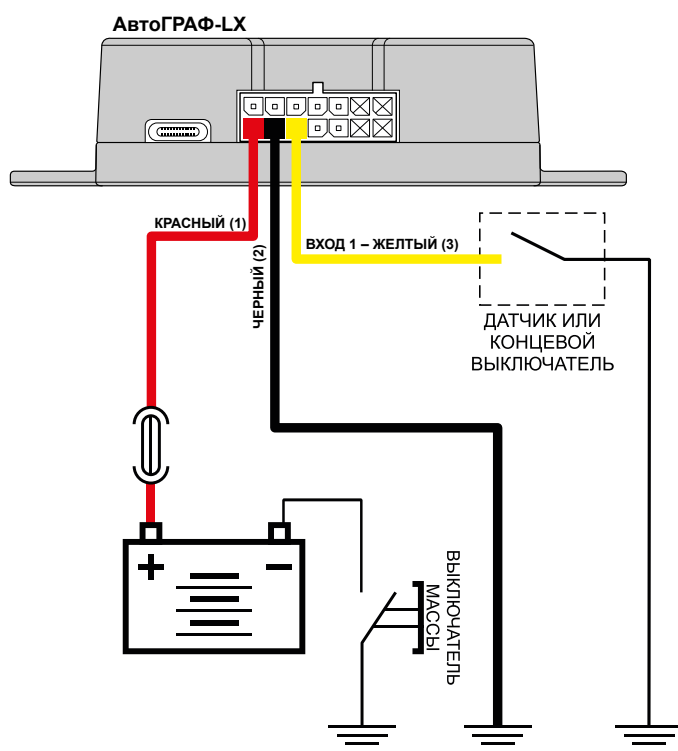 АвтоГРАФ-LX
КРАСНЫЙ (1)
ЧЕРНЫЙ (2)
ВХОД 1 – ЖЕЛТЫЙ (3)
ДАТЧИК ИЛИ
КОНЦЕВОЙ
ВЫКЛЮЧАТЕЛЬ
+
–
ВЫКЛЮЧАТЕЛЬ
МАССЫ